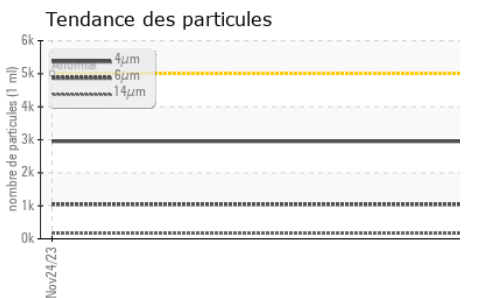 Tendance des particules
nombre de particules (1 ml)
6k
5k
4k
3k
2k
1k
0k
Anormal
4µm
6µm
14µm
Nov24/23